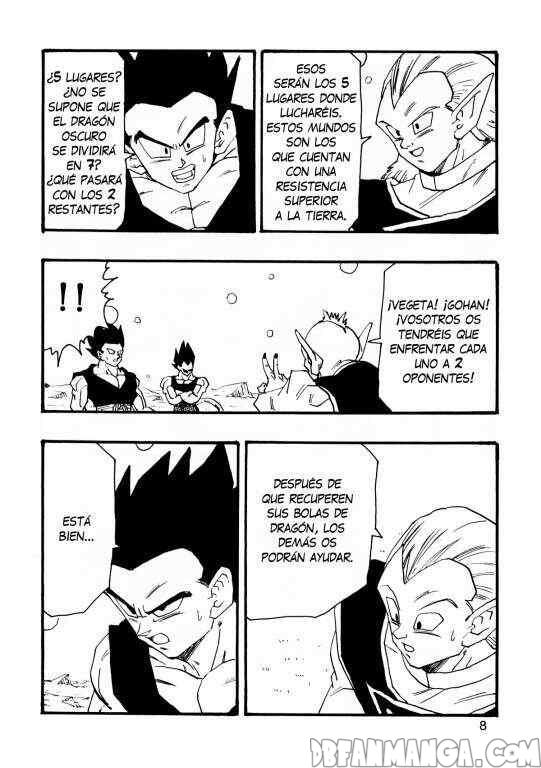 ¿5 LUGARES?
¿NO SE
SUPONE QUE
EL DRAGÓN
OSCURO
SE DIVIDIRÁ
EN 7?
¿QUÉ PASARÁ
CON LOS 2
RESTANTES?
ESOS
SERÁN LOS 5
LUGARES DONDE
LUCHARÉIS.
ESTOS MUNDOS
SON LOS
QUE CUENTAN
CON UNA
RESISTENCIA
SUPERIOR
A LA TIERRA.
!!
¡VEGETA! ¡GOHAN!
¡VOSOTROS OS
TENDRÉIS QUE
ENFRENTAR CADA
UNO A 2
OPONENTES!
ESTÁ
BIEN...
DESPUÉS DE
QUE RECUPEREN
SUS BOLAS DE
DRAGÓN, LOS
DEMÁS OS
PODRÁN AYUDAR.
8
DBFANMANGA.COM